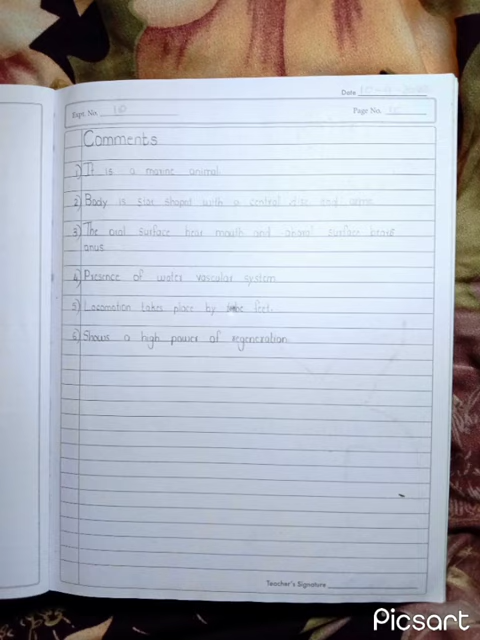 Date
Expt. No. 10
Page No.
Comments
1) It is a marine animal.
2) Body is star shaped with a central disc and arms.
3) The oral surface bear mouth and aboral surface bears
anus.
4) Presence of water vascular system
5) Locomotion takes place by tube feet.
6) Shows a high power of regeneration.
Teacher's Signature
Picsart